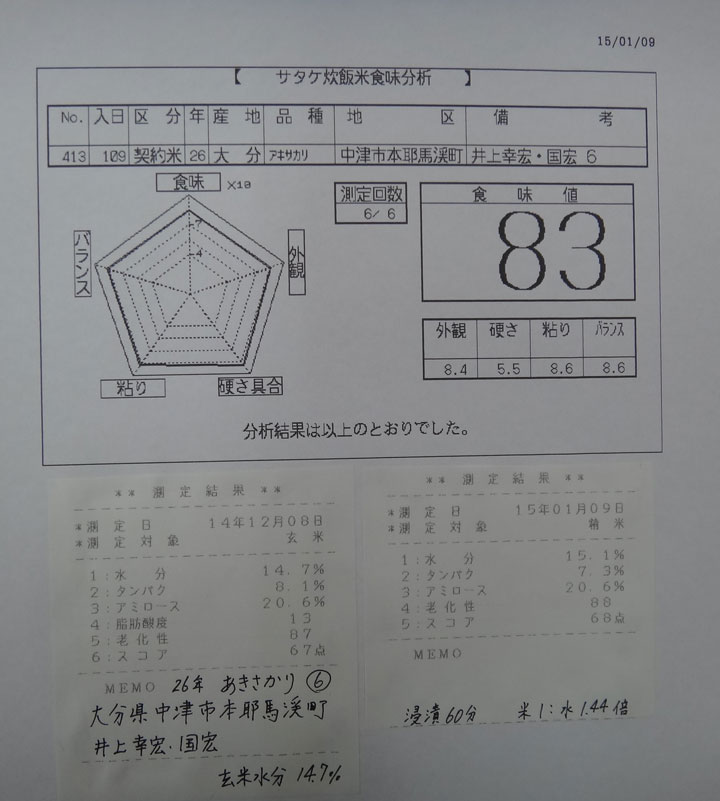 15/01/09
【 サタケ炊飯米食味分析 】
No. 入日 区分 年 産地 品種 地区 備考
413 109 契約米 26 大分 アキサカリ 中津市本耶馬渓町 井上幸宏・国宏 6
食味 X10
7
4
バランス
外観
粘り
硬さ具合
測定回数
6/ 6
食味値
83
外観 硬さ 粘り バランス
8.4 5.5 8.6 8.6
分析結果は以上のとおりでした。
** 測定結果 **
*測定日 14年12月08日
*測定対象 玄米
1:水分 14.7%
2:タンパク 8.1%
3:アミロース 20.6%
4:脂肪酸度 13
5:老化性 87
6:スコア 67点
MEMO 26年 あきさかり ⑥
大分県中津市本耶馬渓町
井上幸宏・国宏
玄米水分 14.7%
** 測定結果 **
*測定日 15年01月09日
*測定対象 精米
1:水分 15.1%
2:タンパク 7.3%
3:アミロース 20.6%
4:老化性 88
5:スコア 68点
MEMO
浸漬60分 米1:水1.44倍